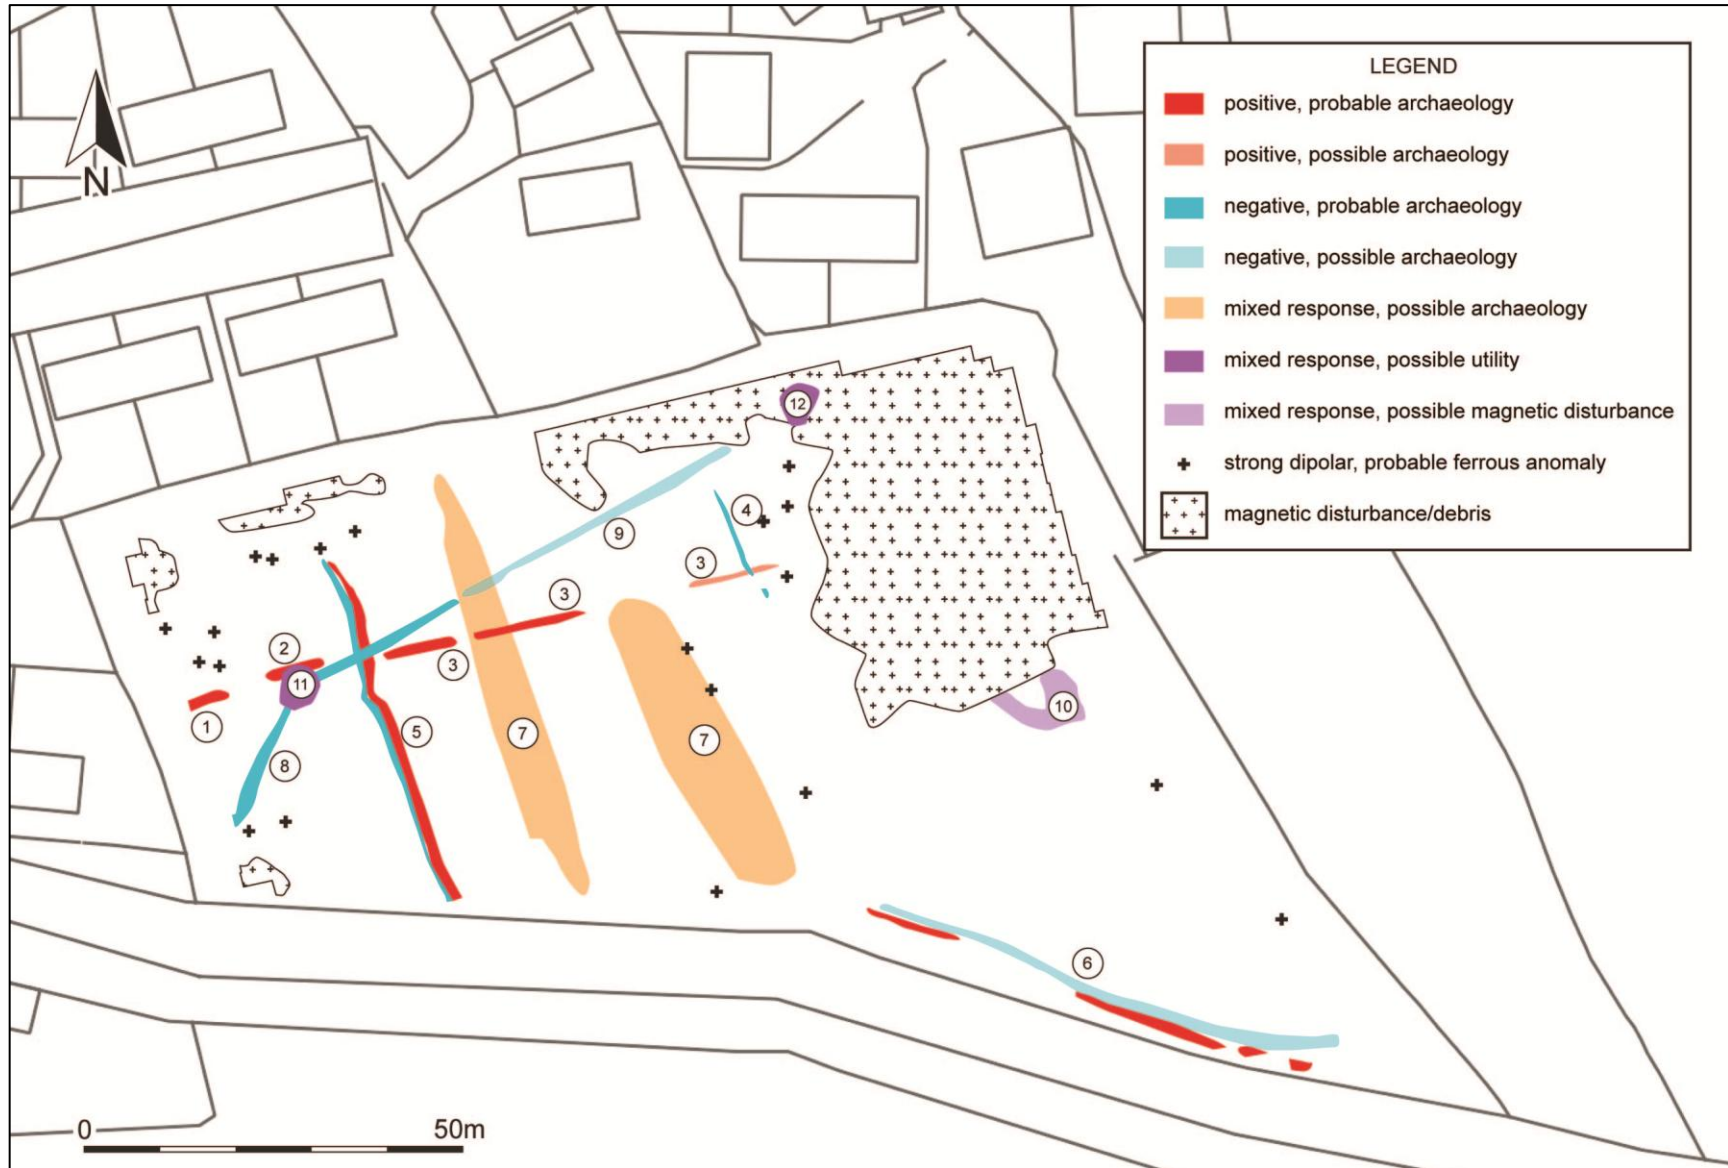 LEGEND
positive, probable archaeology
positive, possible archaeology
negative, probable archaeology
negative, possible archaeology
mixed response, possible archaeology
mixed response, possible utility
mixed response, possible magnetic disturbance
strong dipolar, probable ferrous anomaly
magnetic disturbance/debris
N
12
4
9
3
3
2
3
11
1
5
7
7
10
8
6
0 50m